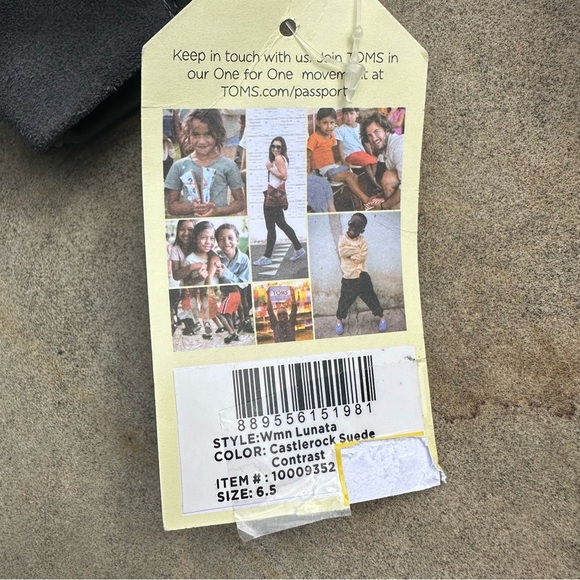 Keep in touch with us. Join TOMS in
our One for One movement at
TOMS.com/passport
TOMS
889556151981
STYLE:Wmn Lunata
COLOR: Castlerock Suede
Contrast
ITEM # : 10009352
SIZE: 6.5